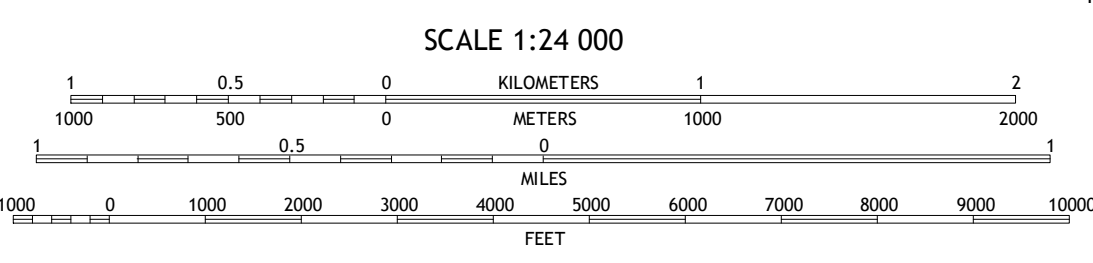 SCALE 1:24 000
1 0.5 0 KILOMETERS 1 2
1000 500 0 METERS 1000 2000
1 0.5 0 1
MILES
1000 0 1000 2000 3000 4000 5000 6000 7000 8000 9000 10000
FEET